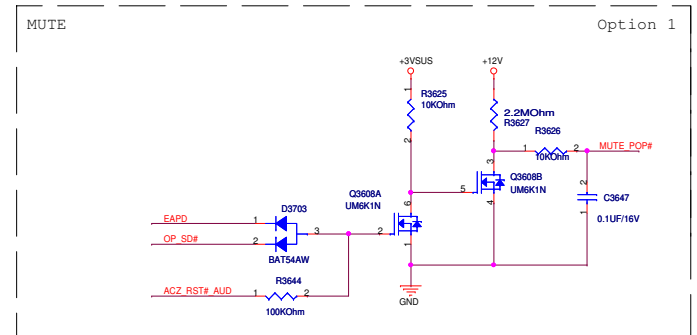 MUTE Option 1
+3VSUS +12V
1
R3625
10KOhm
2
2.2MOhm
R3627
R3626
1 2 MUTE_POP#
10KOhm
3
5 Q3608B
UM6K1N
4
2
C3647
1
0.1UF/16V
Q3608A
UM6K1N
6
2
1
D3703
EAPD 1
3
OP_SD# 2
BAT54AW
R3644
ACZ_RST#_AUD 1 2
100KOhm
GND